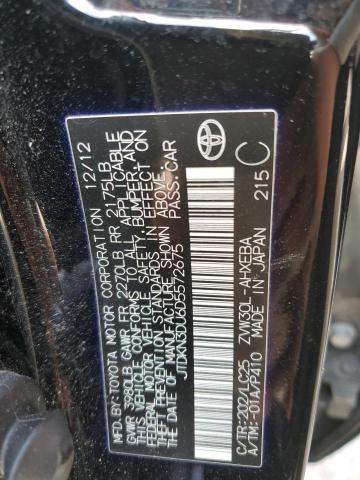 MFD.BY:TOYOTA MOTOR CORPORATION 12/12
GVWR 3980LB GAWR FR 2270LB RR 2175LB
THIS VEHICLE CONFORMS TO ALL APPLICABLE
FEDERAL MOTOR VEHICLE SAFETY, BUMPER, AND
THEFT PREVENTION STANDARDS IN EFFECT
ON THE DATE OF MANUFACTURE SHOWN ABOVE.
JTDKN3DU6D5572675 PASS.CAR
C/TR:202/LC25 ZVW30L-AHXEBA
A/TM:-01A/P410 MADE IN JAPAN 215 C